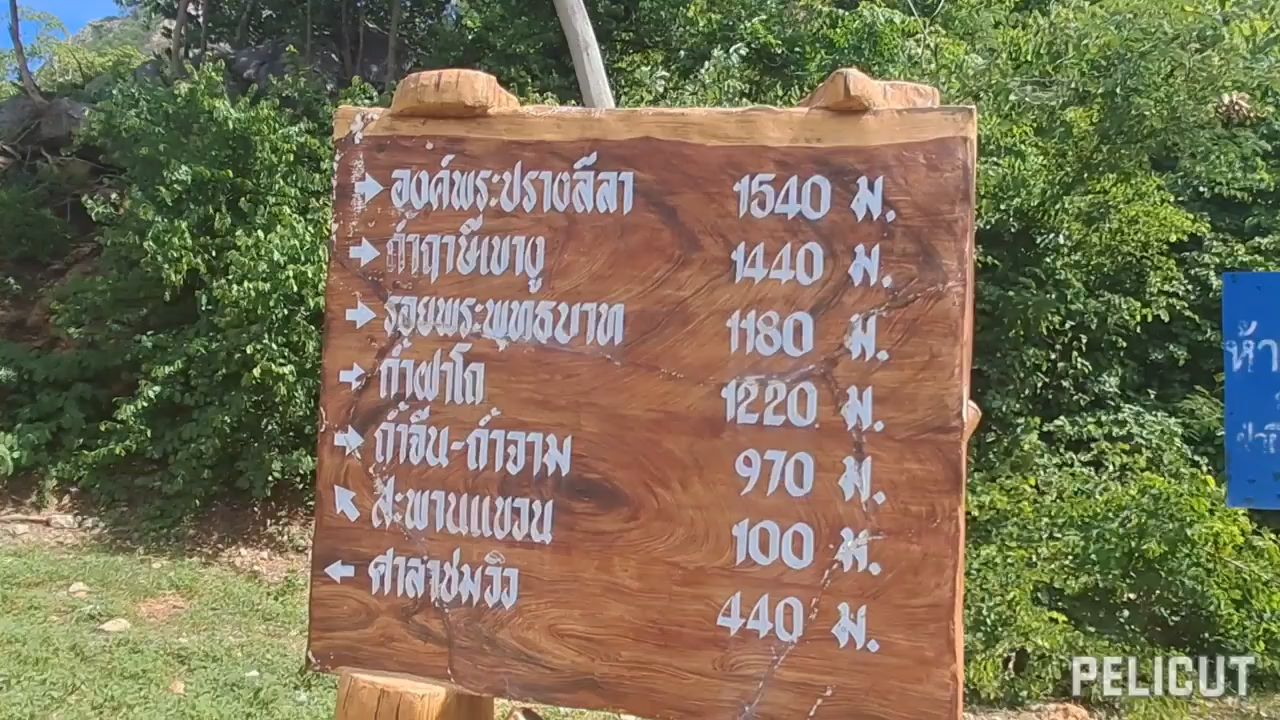 องค์พระปรางลีลา 1540 ม.
ถ้ำฤาษีเขางู 1440 ม.
รอยพระพุทธบาท 1180 ม.
ถ้ำฝาโถ 1220 ม.
ถ้ำจีน-ถ้ำจาม 970 ม.
สะพานแขวน 100 ม.
ศาลาชมวิว 440 ม.
ห้า
PELICUT